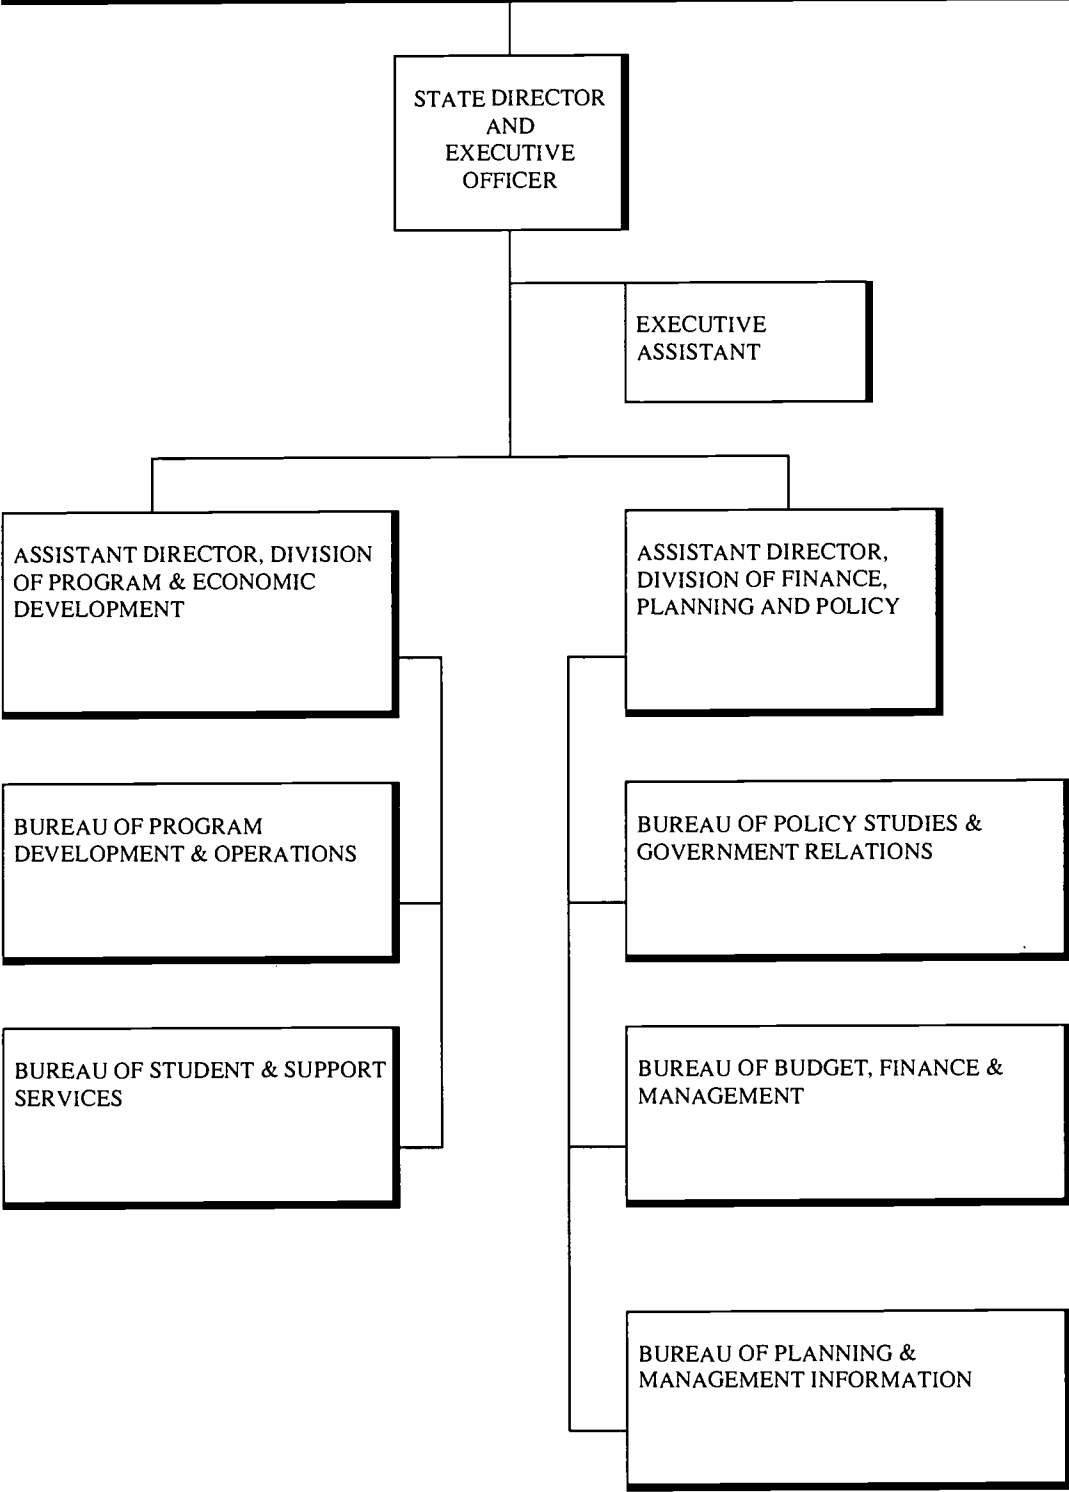 STATE DIRECTOR
AND
EXECUTIVE
OFFICER
EXECUTIVE
ASSISTANT
ASSISTANT DIRECTOR, DIVISION
OF PROGRAM & ECONOMIC
DEVELOPMENT
ASSISTANT DIRECTOR,
DIVISION OF FINANCE,
PLANNING AND POLICY
BUREAU OF PROGRAM
DEVELOPMENT & OPERATIONS
BUREAU OF POLICY STUDIES &
GOVERNMENT RELATIONS
BUREAU OF STUDENT & SUPPORT
SERVICES
BUREAU OF BUDGET, FINANCE &
MANAGEMENT
BUREAU OF PLANNING &
MANAGEMENT INFORMATION